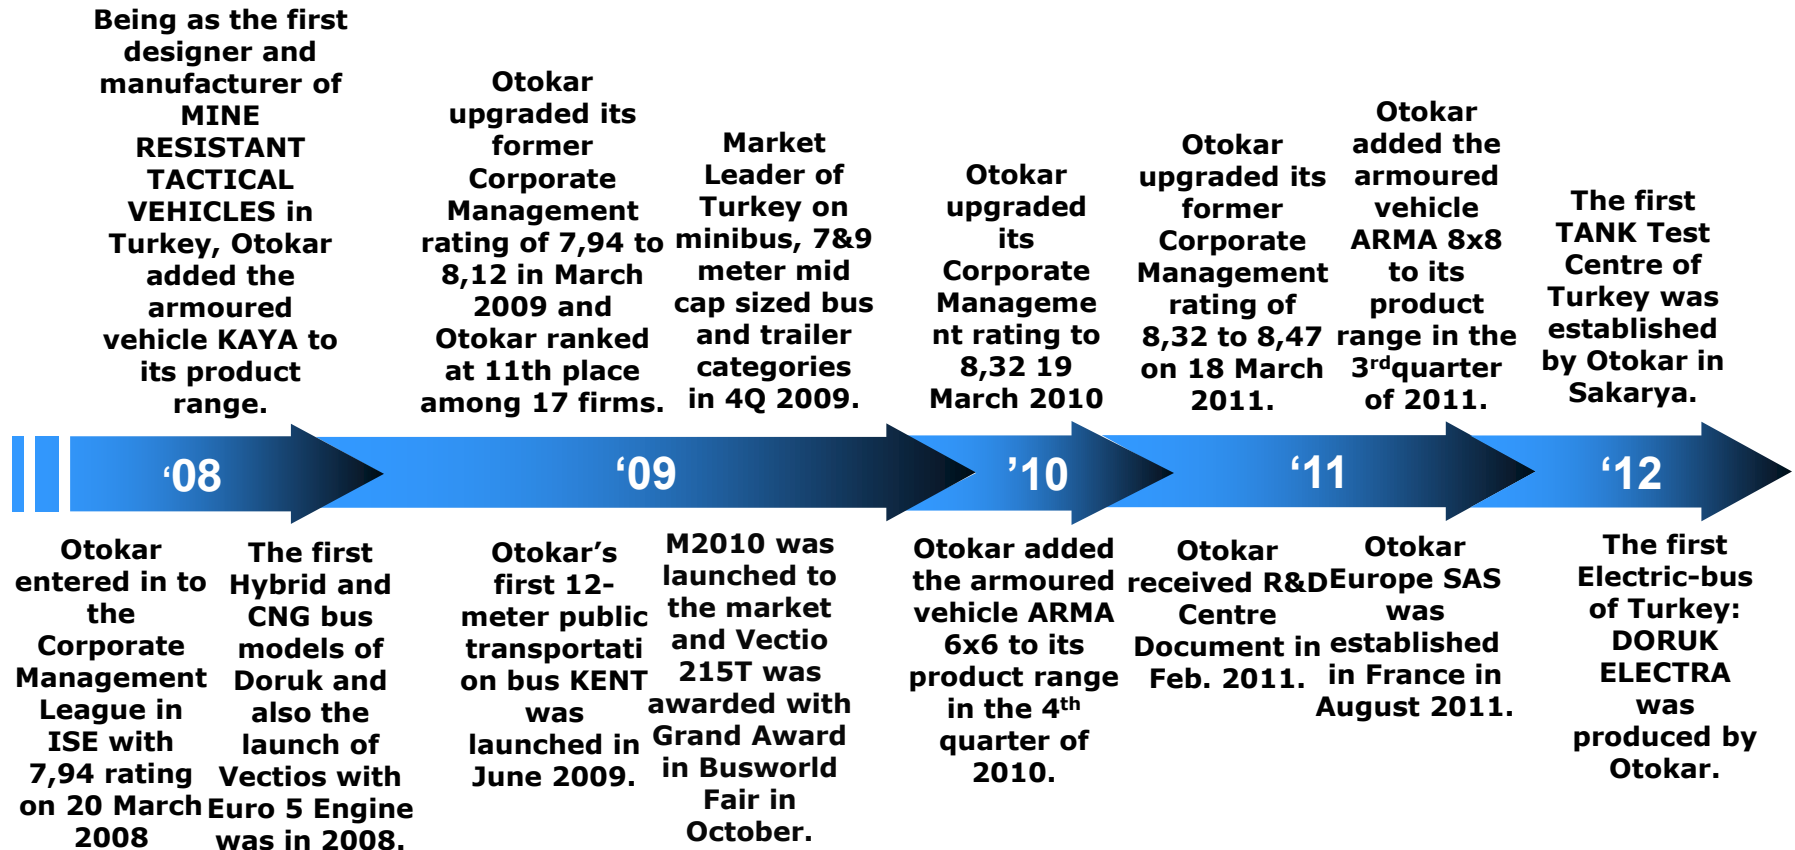 Being as the first
designer and
manufacturer of
MINE
RESISTANT
TACTICAL
VEHICLES in
Turkey, Otokar
added the
armoured
vehicle KAYA to
its product
range.
Otokar
upgraded its
former
Corporate
Management
rating of 7,94 to
8,12 in March
2009 and
Otokar ranked
at 11th place
among 17 firms.
Market
Leader of
Turkey on
minibus, 7&9
meter mid
cap sized bus
and trailer
categories
in 4Q 2009.
Otokar
upgraded
its
Corporate
Manageme
nt rating to
8,32 19
March 2010
Otokar
upgraded its
former
Corporate
Management
rating of
8,32 to 8,47
on 18 March
2011.
Otokar
added the
armoured
vehicle
ARMA 8x8
to its
product
range in the
3rdquarter
of 2011.
The first
TANK Test
Centre of
Turkey was
established
by Otokar in
Sakarya.
‘08
‘09
’10
‘11
‘12
Otokar
entered in to
the
Corporate
Management
League in
ISE with
7,94 rating
on 20 March
2008
The first
Hybrid and
CNG bus
models of
Doruk and
also the
launch of
Vectios with
Euro 5 Engine
was in 2008.
Otokar’s
first 12-
meter public
transportati
on bus KENT
was
launched in
June 2009.
M2010 was
launched to
the market
and Vectio
215T was
awarded with
Grand Award
in Busworld
Fair in
October.
Otokar added
the armoured
vehicle ARMA
6x6 to its
product range
in the 4th
quarter of
2010.
Otokar
received R&D
Centre
Document in
Feb. 2011.
Otokar
Europe SAS
was
established
in France in
August 2011.
The first
Electric-bus
of Turkey:
DORUK
ELECTRA
was
produced by
Otokar.